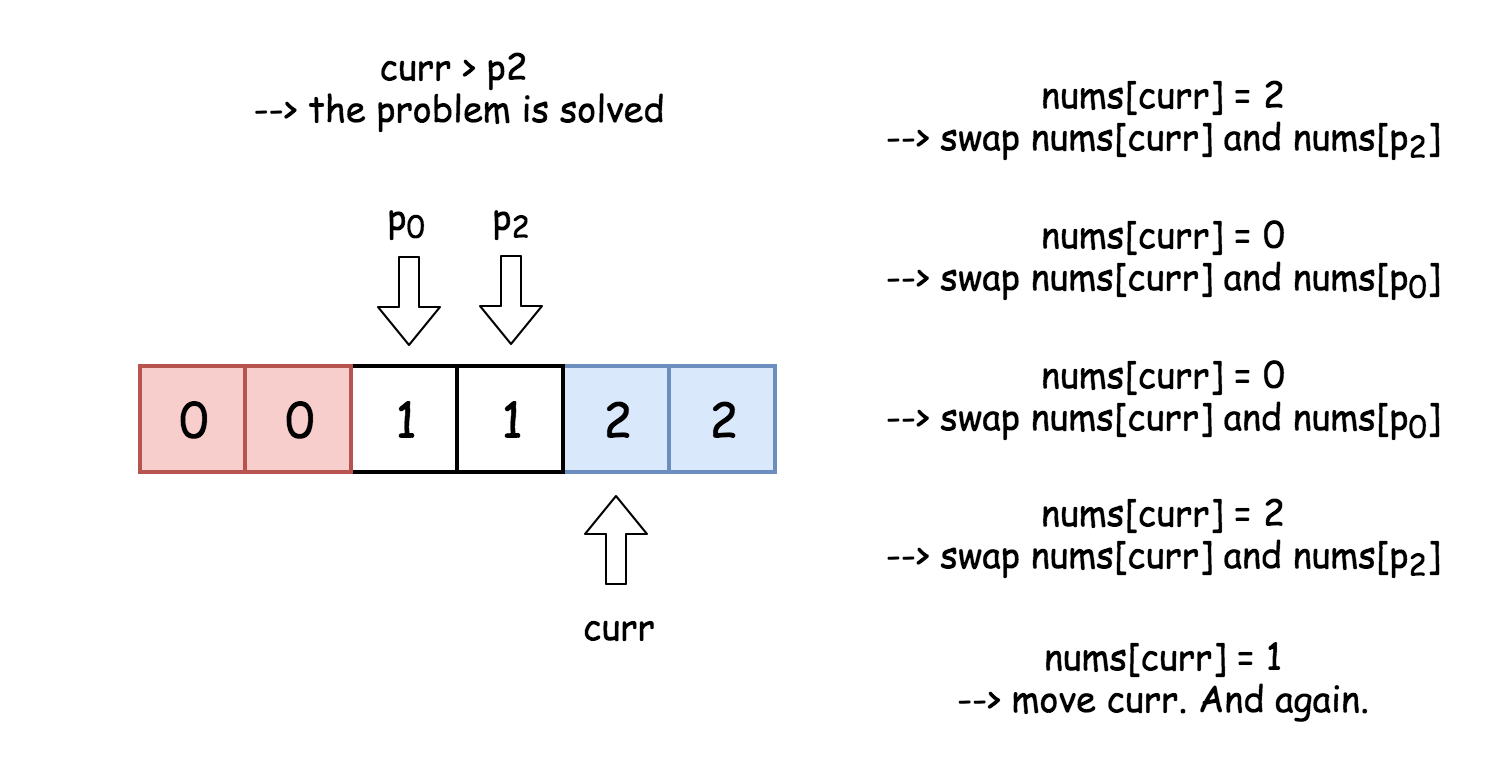 curr > p2
--> the problem is solved
p0 p2
0 0 1 1 2 2
curr
nums[curr] = 2
--> swap nums[curr] and nums[p2]
nums[curr] = 0
--> swap nums[curr] and nums[p0]
nums[curr] = 0
--> swap nums[curr] and nums[p0]
nums[curr] = 2
--> swap nums[curr] and nums[p2]
nums[curr] = 1
--> move curr. And again.